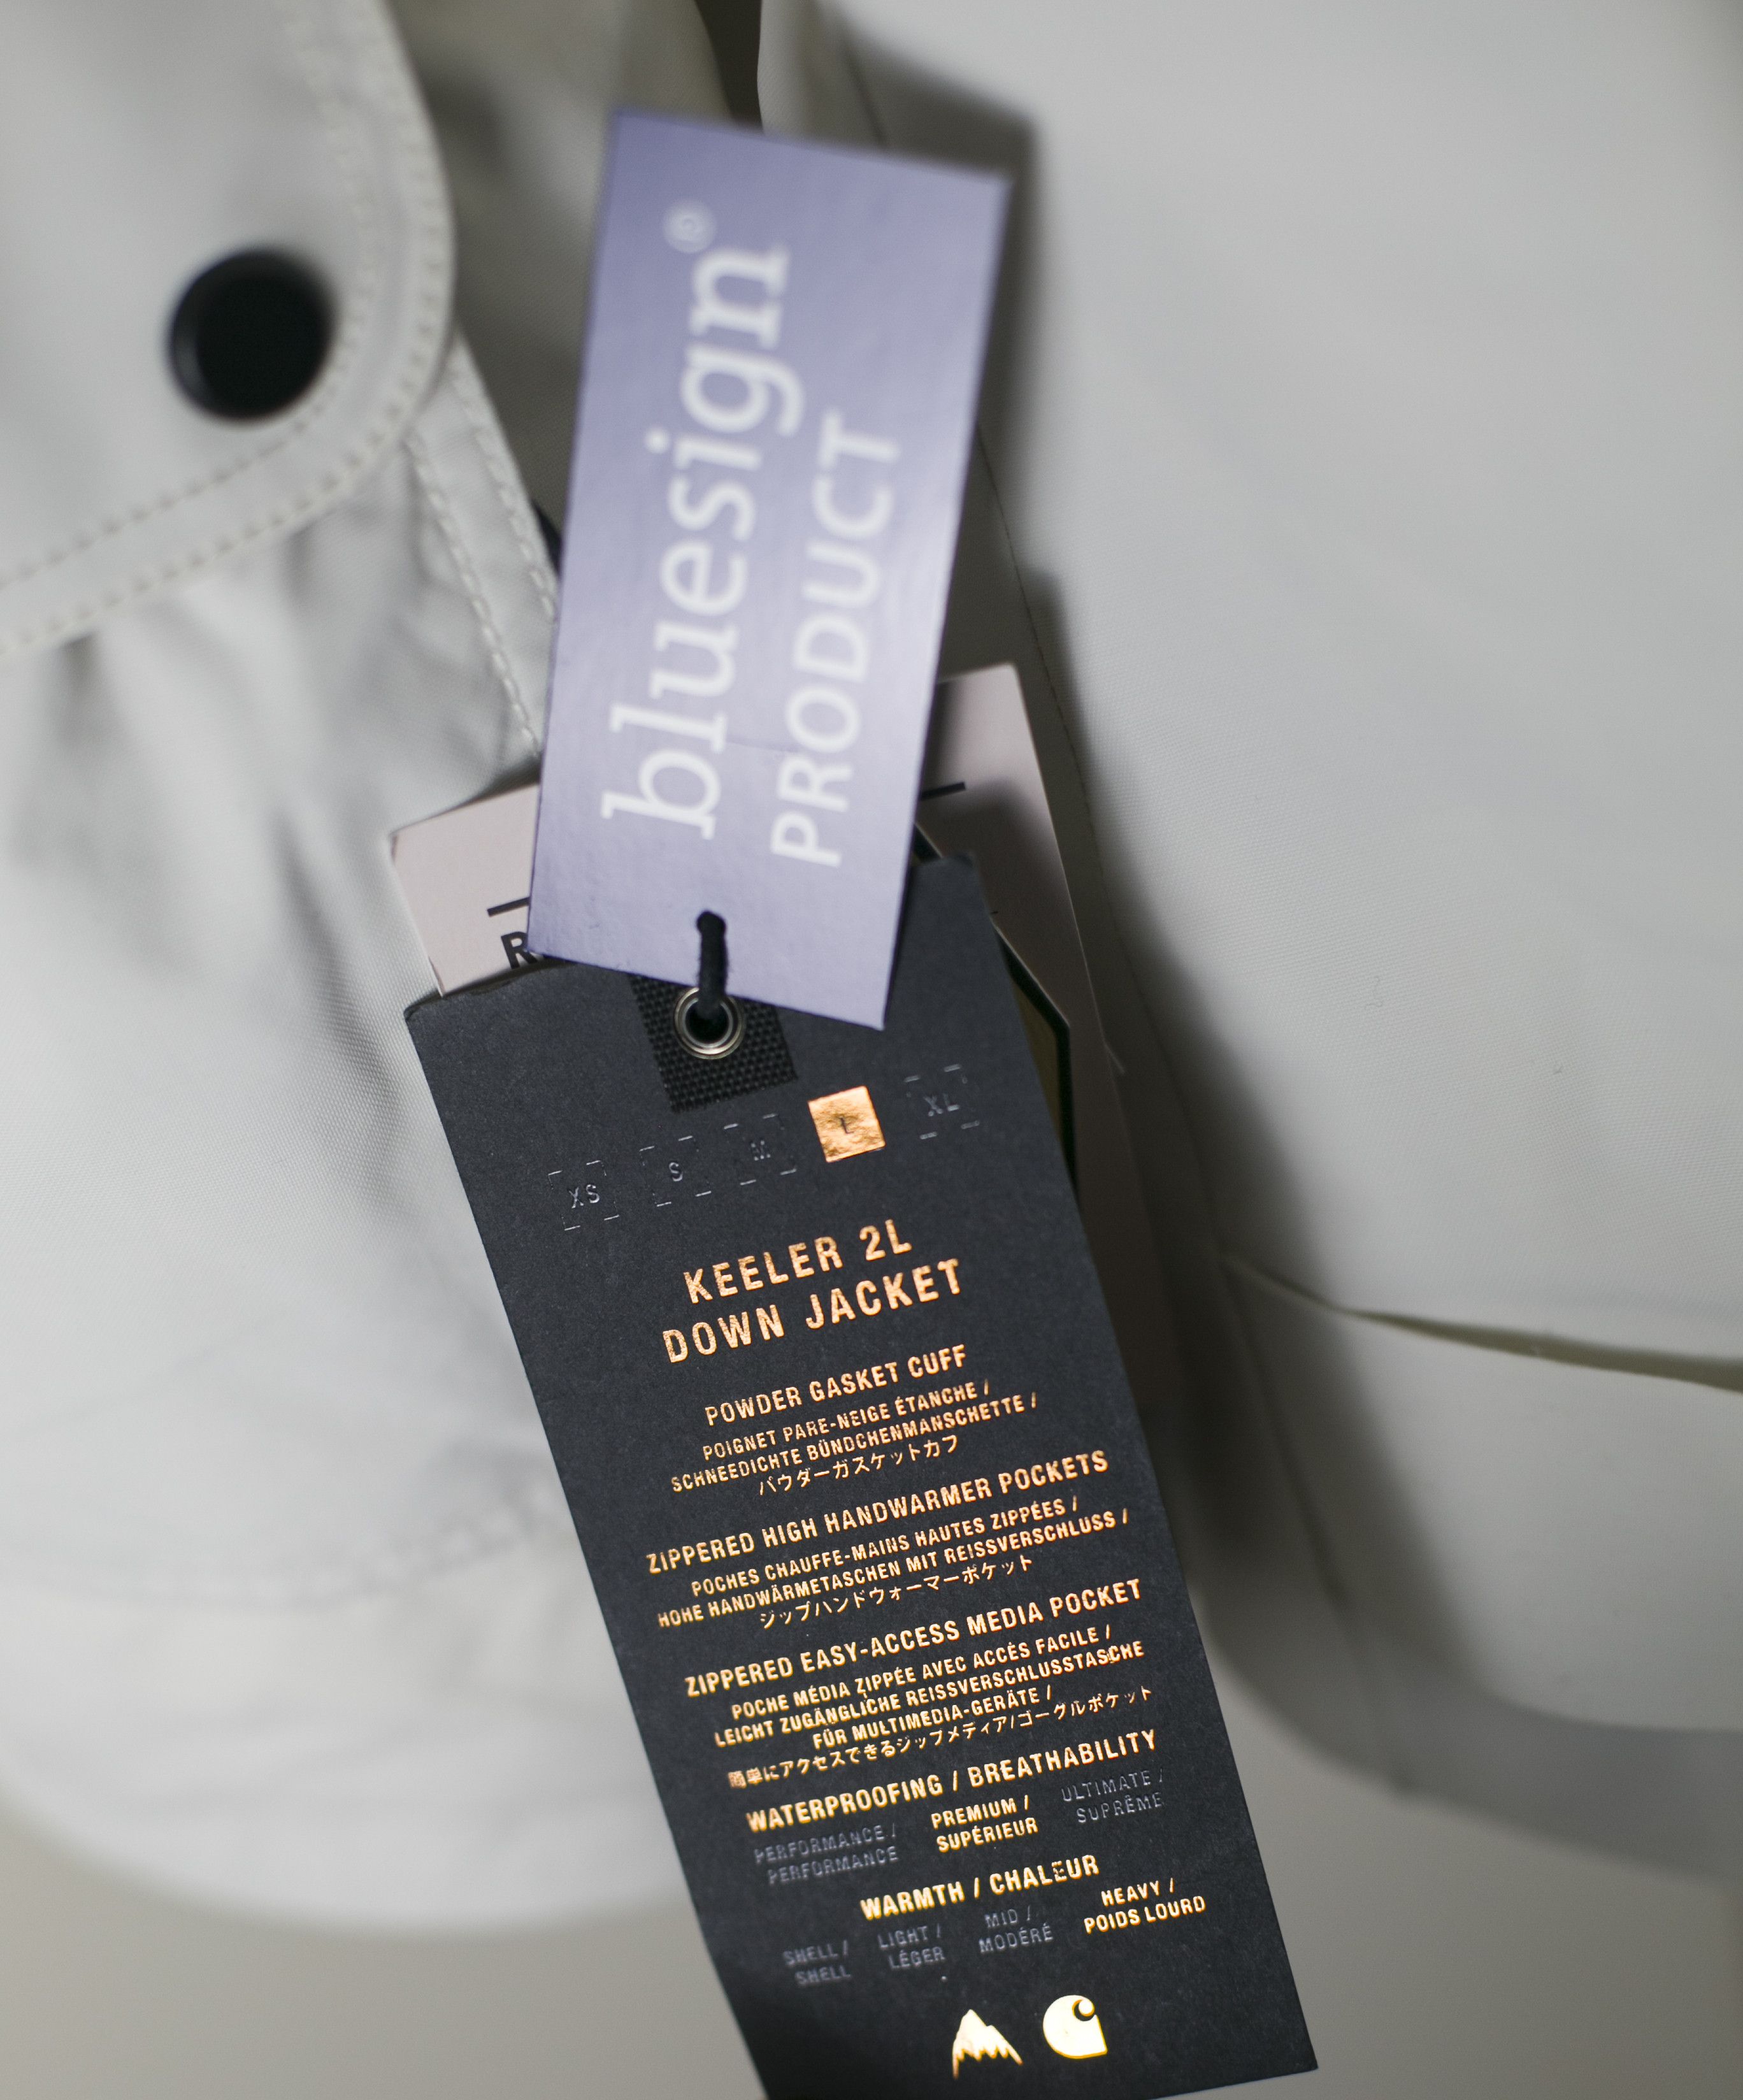 bluesign®
PRODUCT
R
XS S M L XL
KEELER 2L
DOWN JACKET
POWDER GASKET CUFF
POIGNET PARE-NEIGE ÉTANCHE /
SCHNEEDICHTE BÜNDCHENMANSCHETTE /
パウダーガスケットカフ
ZIPPERED HIGH HANDWARMER POCKETS
POCHES CHAUFFE-MAINS HAUTES ZIPPÉES /
HOHE HANDWÄRMETASCHEN MIT REISSVERSCHLUSS /
ジップハンドウォーマーポケット
ZIPPERED EASY-ACCESS MEDIA POCKET
POCHE MÉDIA ZIPPÉE AVEC ACCÈS FACILE /
LEICHT ZUGÄNGLICHE REISSVERSCHLUSSTASCHE
FÜR MULTIMEDIA-GERÄTE /
簡単にアクセスできるジップメディア/ゴーグルポケット
WATERPROOFING / BREATHABILITY
PERFORMANCE / PREMIUM / ULTIMATE /
PERFORMANCE SUPÉRIEUR SUPRÊME
WARMTH / CHALEUR
SHELL / LIGHT / MID / HEAVY /
SHELL LÉGER MODÉRÉ POIDS LOURD